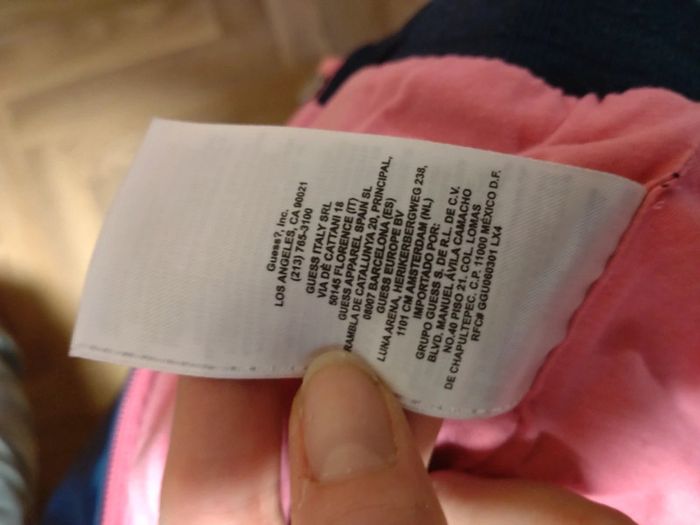 Guess?, Inc.
LOS ANGELES, CA 90021
(213) 765-3100
GUESS ITALY SRL
VIA DÈ CATTANI 18
50145 FLORENCE (IT)
GUESS APPAREL SPAIN SL
RAMBLA DE CATALUNYA 20, PRINCIPAL,
08007 BARCELONA (ES)
GUESS EUROPE BV
LUNA ARENA, HERIKERBERGWEG 238,
1101 CM AMSTERDAM (NL)
IMPORTADO POR:
GRUPO GUESS S. DE R.L. DE C.V.
BLVD. MANUEL ÁVILA CAMACHO
NO.40 PISO 21. COL. LOMAS
DE CHAPULTEPEC, C.P. 11000 MÉXICO D.F.
RFC# GGU060301 LX4